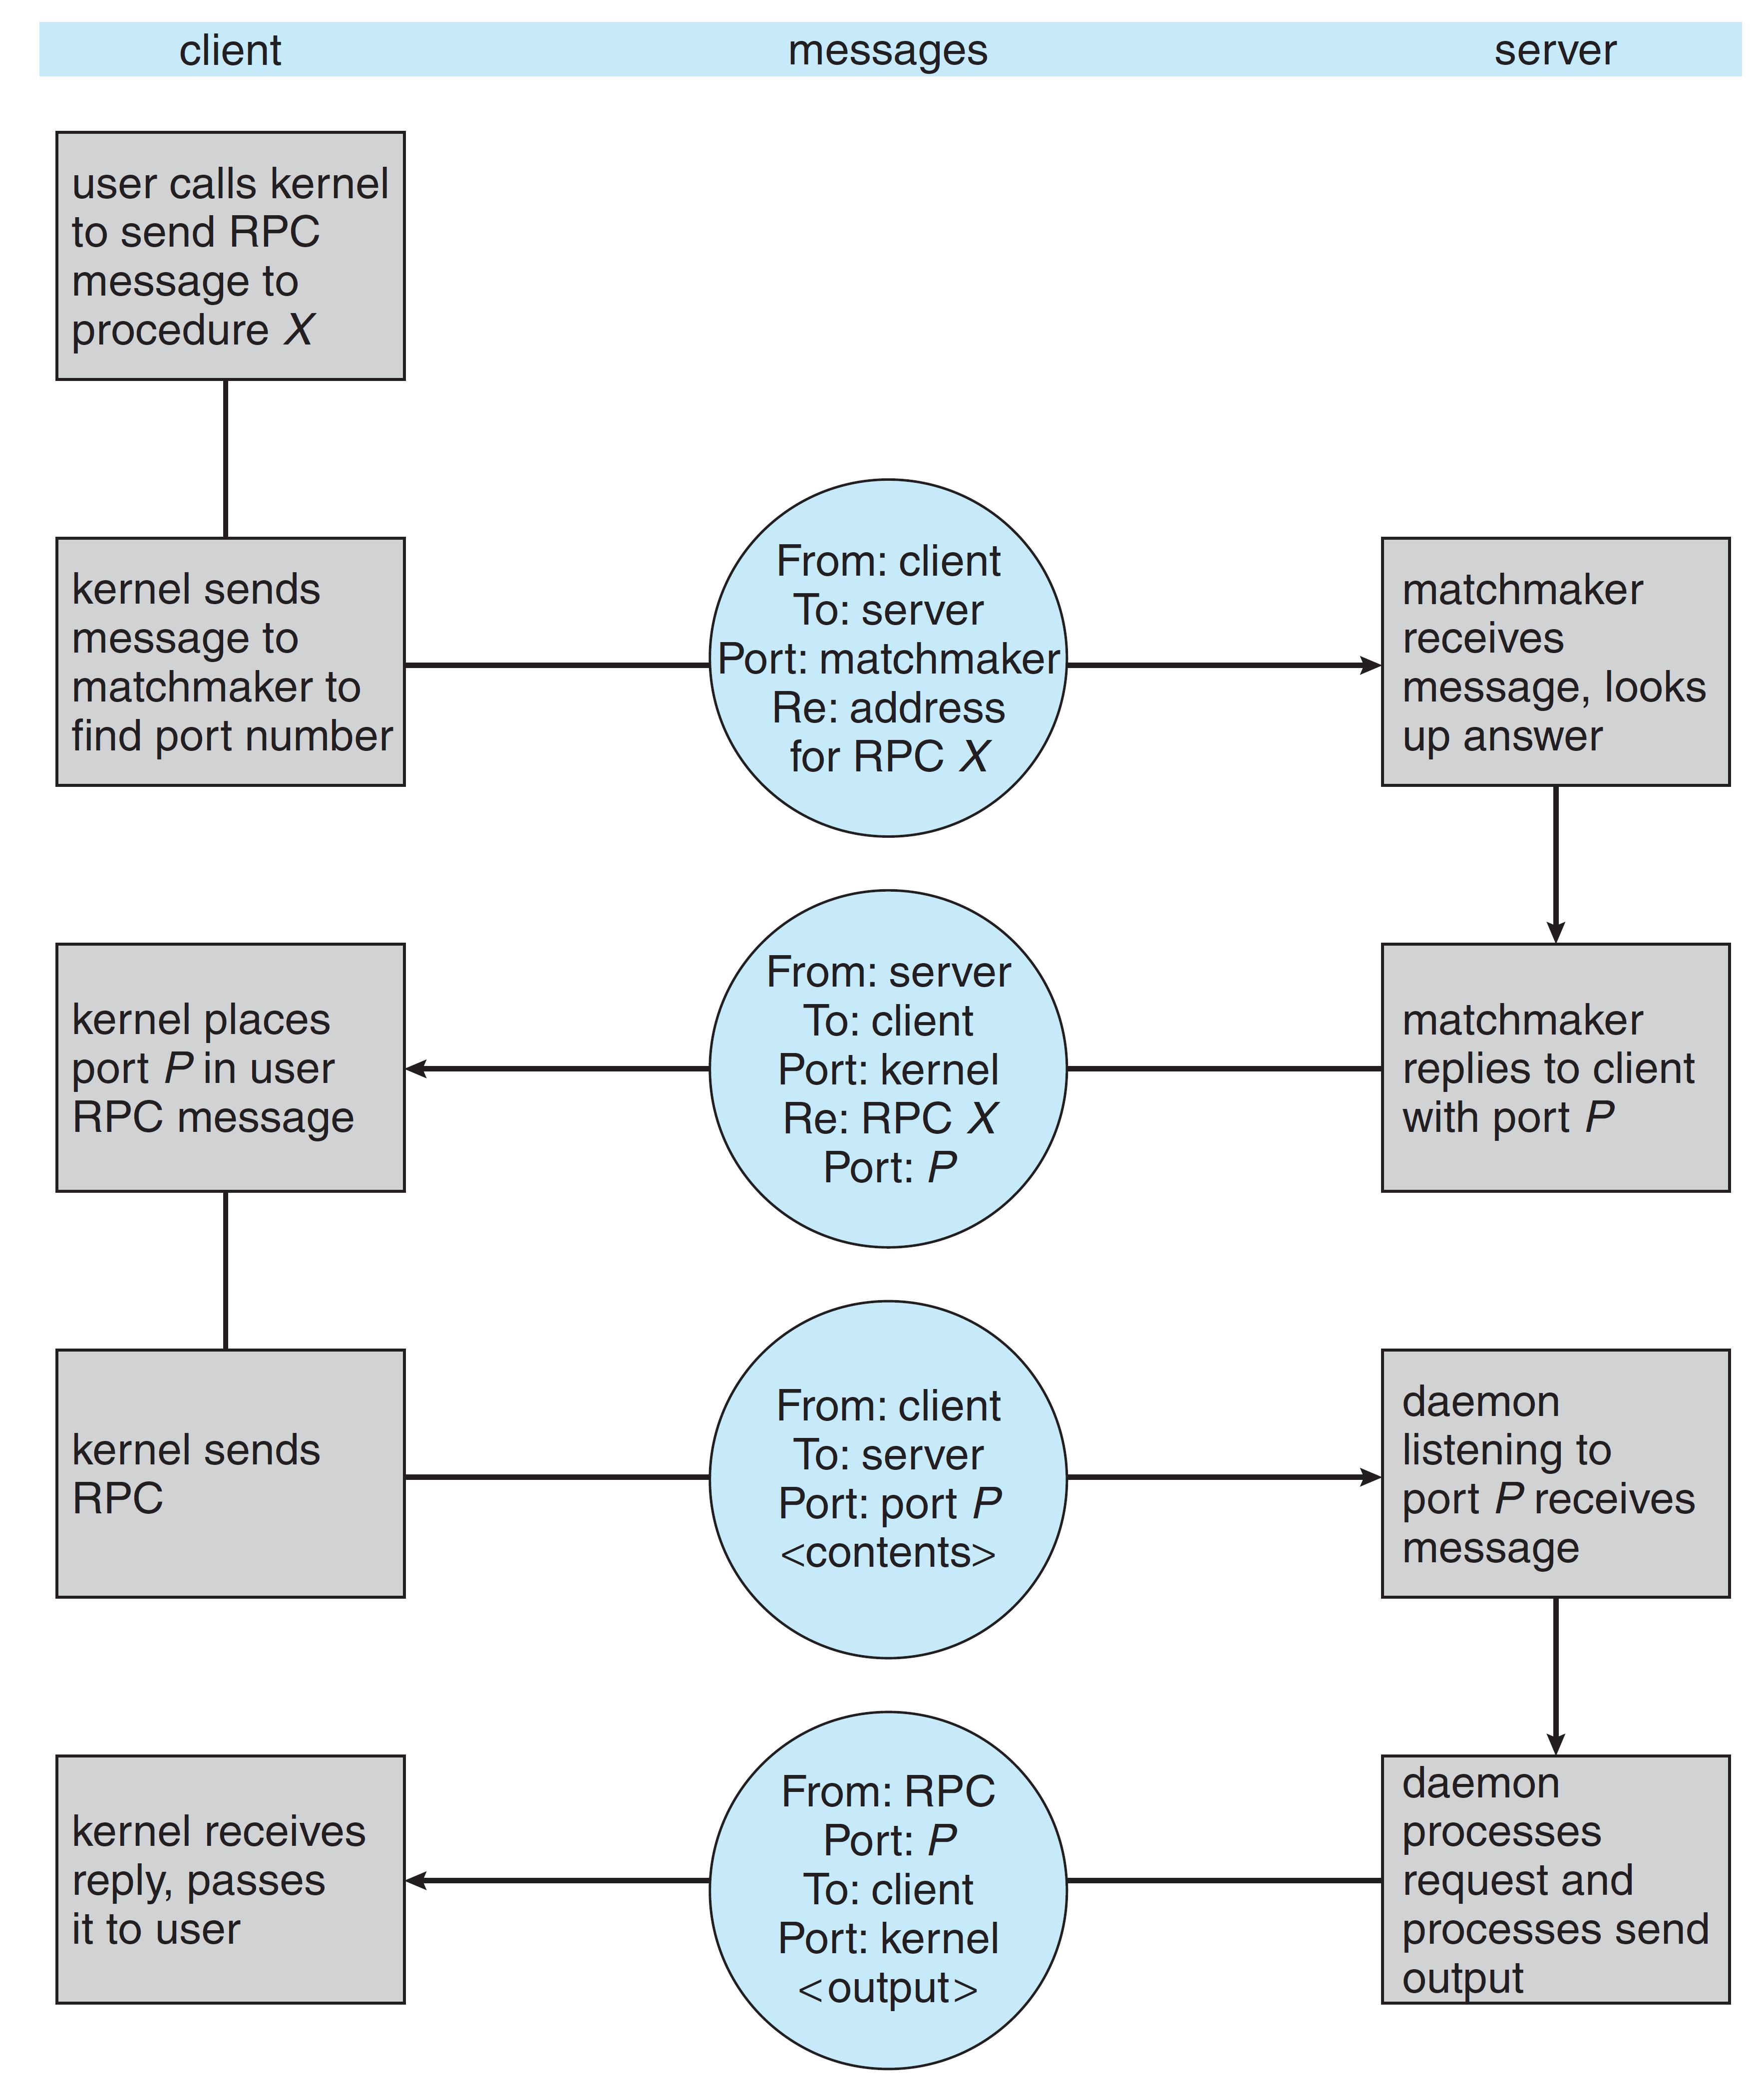 client
messages
server
user calls kernel
to send RPC
message to
procedure X
kernel sends
message to
matchmaker to
find port number
From: client
To: server
Port: matchmaker
Re: address
for RPC X
matchmaker
receives
message, looks
up answer
kernel places
port P in user
RPC message
From: server
To: client
Port: kernel
Re: RPC X
Port: P
matchmaker
replies to client
with port P
kernel sends
RPC
From: client
To: server
Port: port P
<contents>
daemon
listening to
port P receives
message
kernel receives
reply, passes
it to user
From: RPC
Port: P
To: client
Port: kernel
<output>
daemon
processes
request and
processes send
output